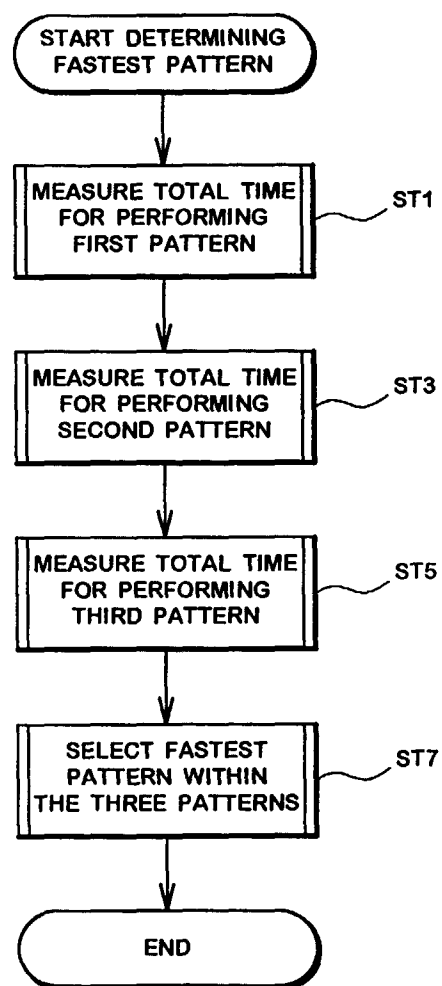 START DETERMINING
FASTEST PATTERN
MEASURE TOTAL TIME
FOR PERFORMING
FIRST PATTERN
ST1
MEASURE TOTAL TIME
FOR PERFORMING
SECOND PATTERN
ST3
MEASURE TOTAL TIME
FOR PERFORMING
THIRD PATTERN
ST5
SELECT FASTEST
PATTERN WITHIN
THE THREE PATTERNS
ST7
END